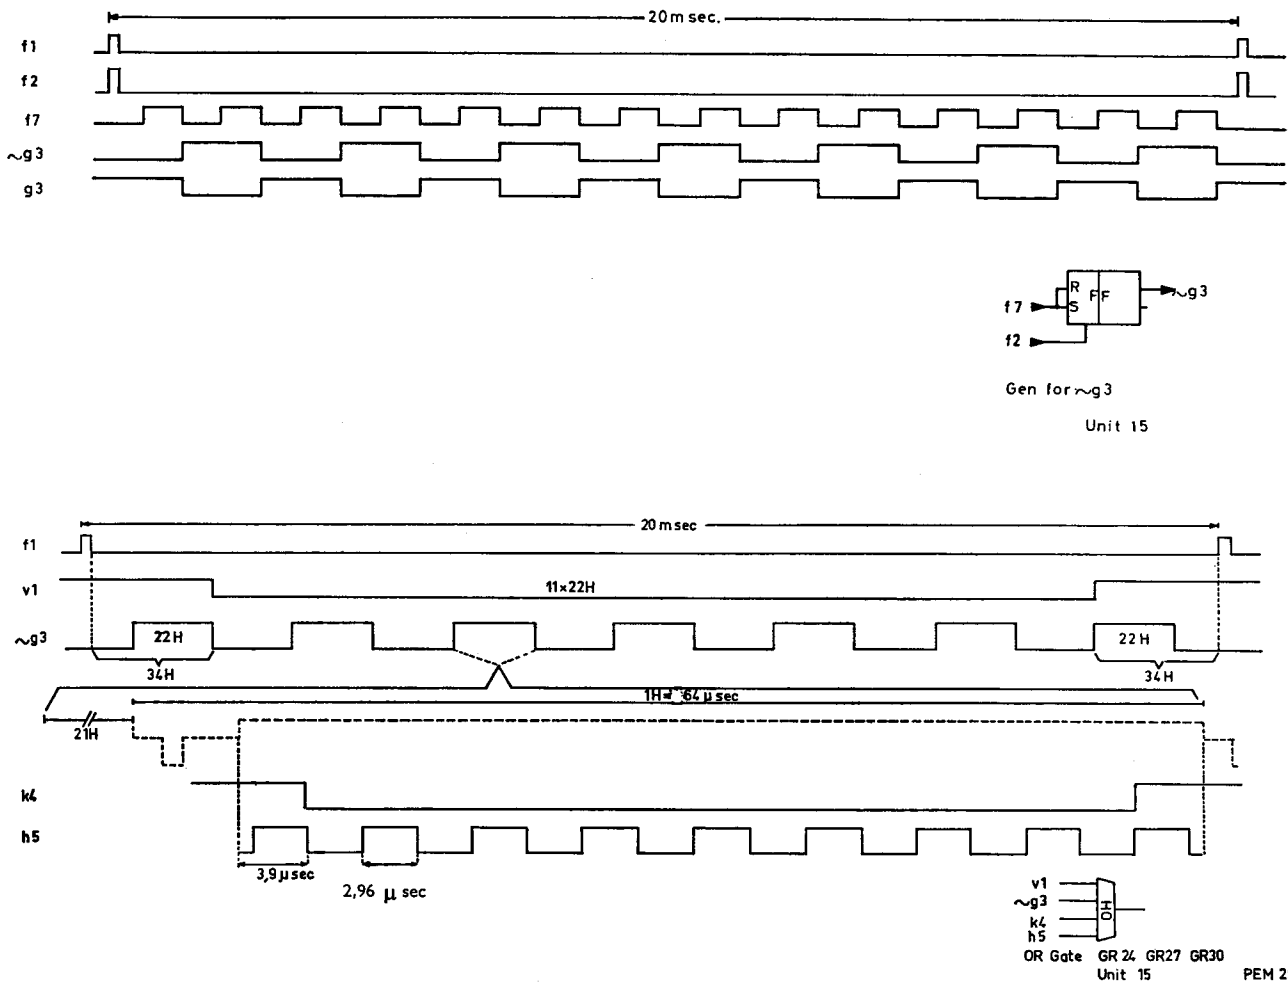 20 m sec.
f1
f2
f7
~g3
g3
R
S
FF
f7
f2
~g3
Gen for ~g3
Unit 15
20 m sec
f1
v1
11x22H
~g3
22H
22H
34H
34H
1H= 64 µ sec
21H
k4
h5
3,9 µ sec
2,96 µ sec
v1
~g3
k4
h5
OH
OR Gate GR 24 GR27 GR30
Unit 15
PEM 2